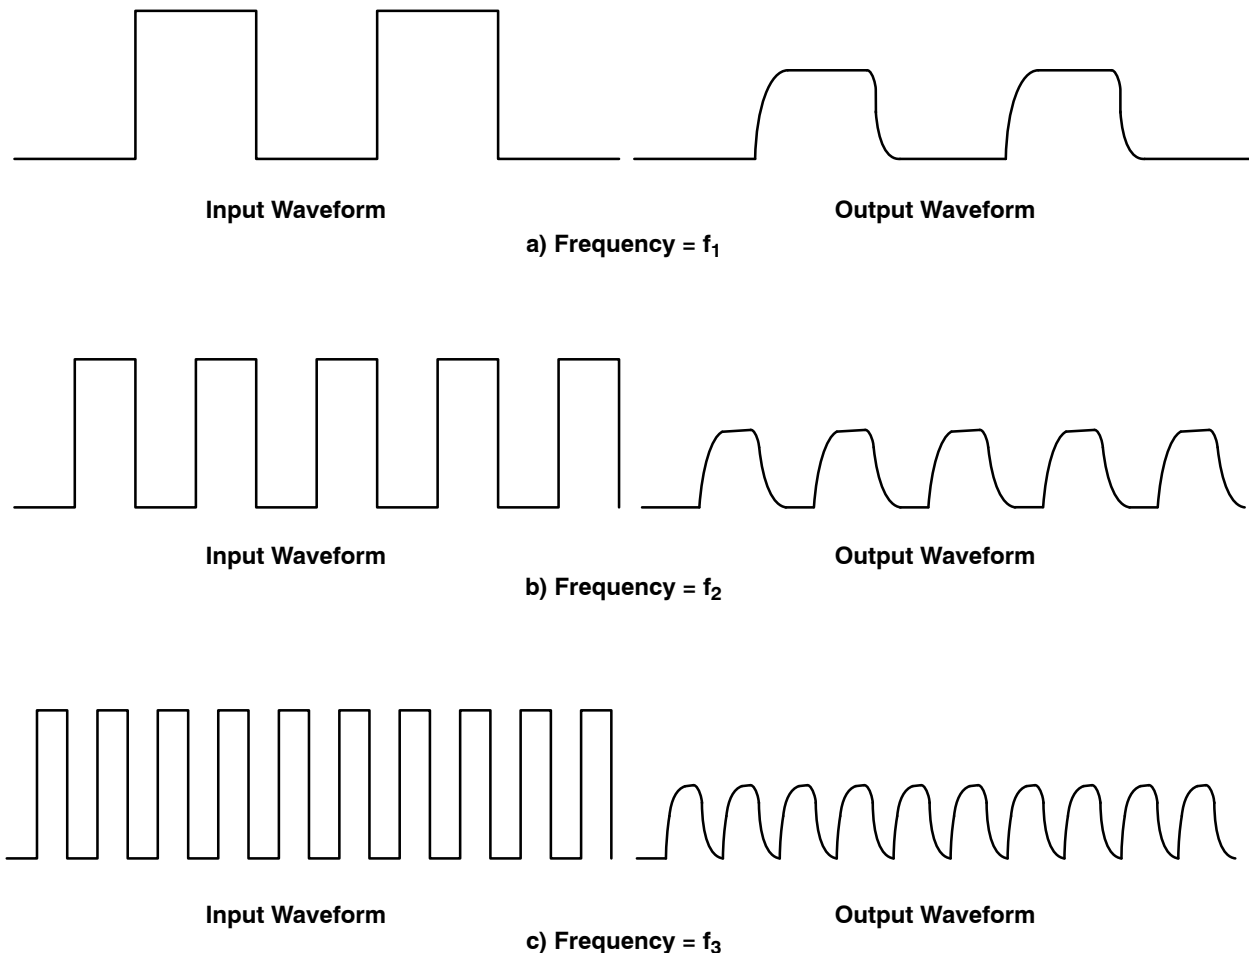 Input Waveform
Output Waveform
a) Frequency = f₁
Input Waveform
Output Waveform
b) Frequency = f₂
Input Waveform
Output Waveform
c) Frequency = f₃